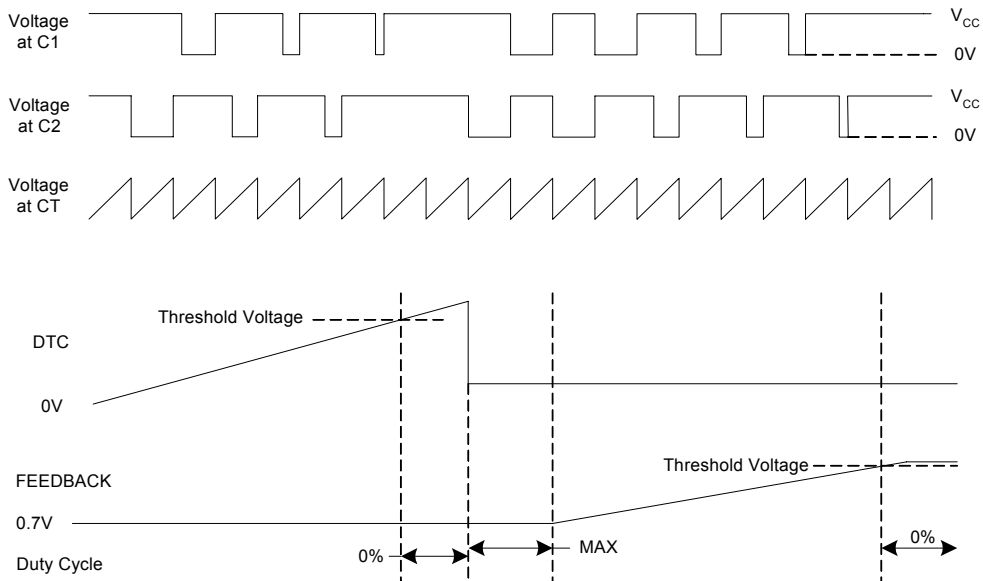 Voltage
at C1
V_CC
0V
Voltage
at C2
V_CC
0V
Voltage
at CT
Threshold Voltage
DTC
0V
Threshold Voltage
FEEDBACK
0.7V
Duty Cycle
0%
MAX
0%